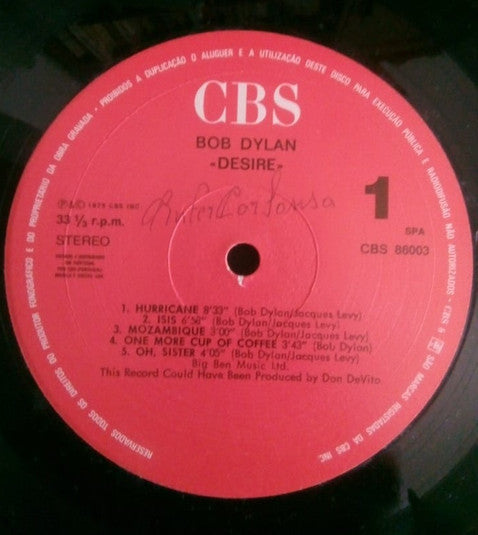 RESERVADOS TODOS OS DIREITOS DO PRODUTOR FONOGRÁFICO E DO PROPRIETÁRIO DA OBRA GRAVADA - PROIBIDOS A DUPLICAÇÃO O ALUGUER E A UTILIZAÇÃO DESTE DISCO PARA EXECUÇÃO PÚBLICA E RADIODIFUSÃO NÃO AUTORIZADOS - «CBS» & SÃO MARCAS REGISTADAS DA CBS INC.
CBS
BOB DYLAN
«DESIRE»
Ⓟ & © 1975 CBS INC
33 1/3 r.p.m.
STEREO
1
SPA
CBS 86003
1. HURRICANE 8'33" (Bob Dylan/Jacques Levy)
2. ISIS 6'58" (Bob Dylan/Jacques Levy)
3. MOZAMBIQUE 3'00" (Bob Dylan/Jacques Levy)
4. ONE MORE CUP OF COFFEE 3'43" (Bob Dylan)
5. OH, SISTER 4'05" (Bob Dylan/Jacques Levy)
Big Ben Music Ltd.
This Record Could Have Been Produced by Don DeVito